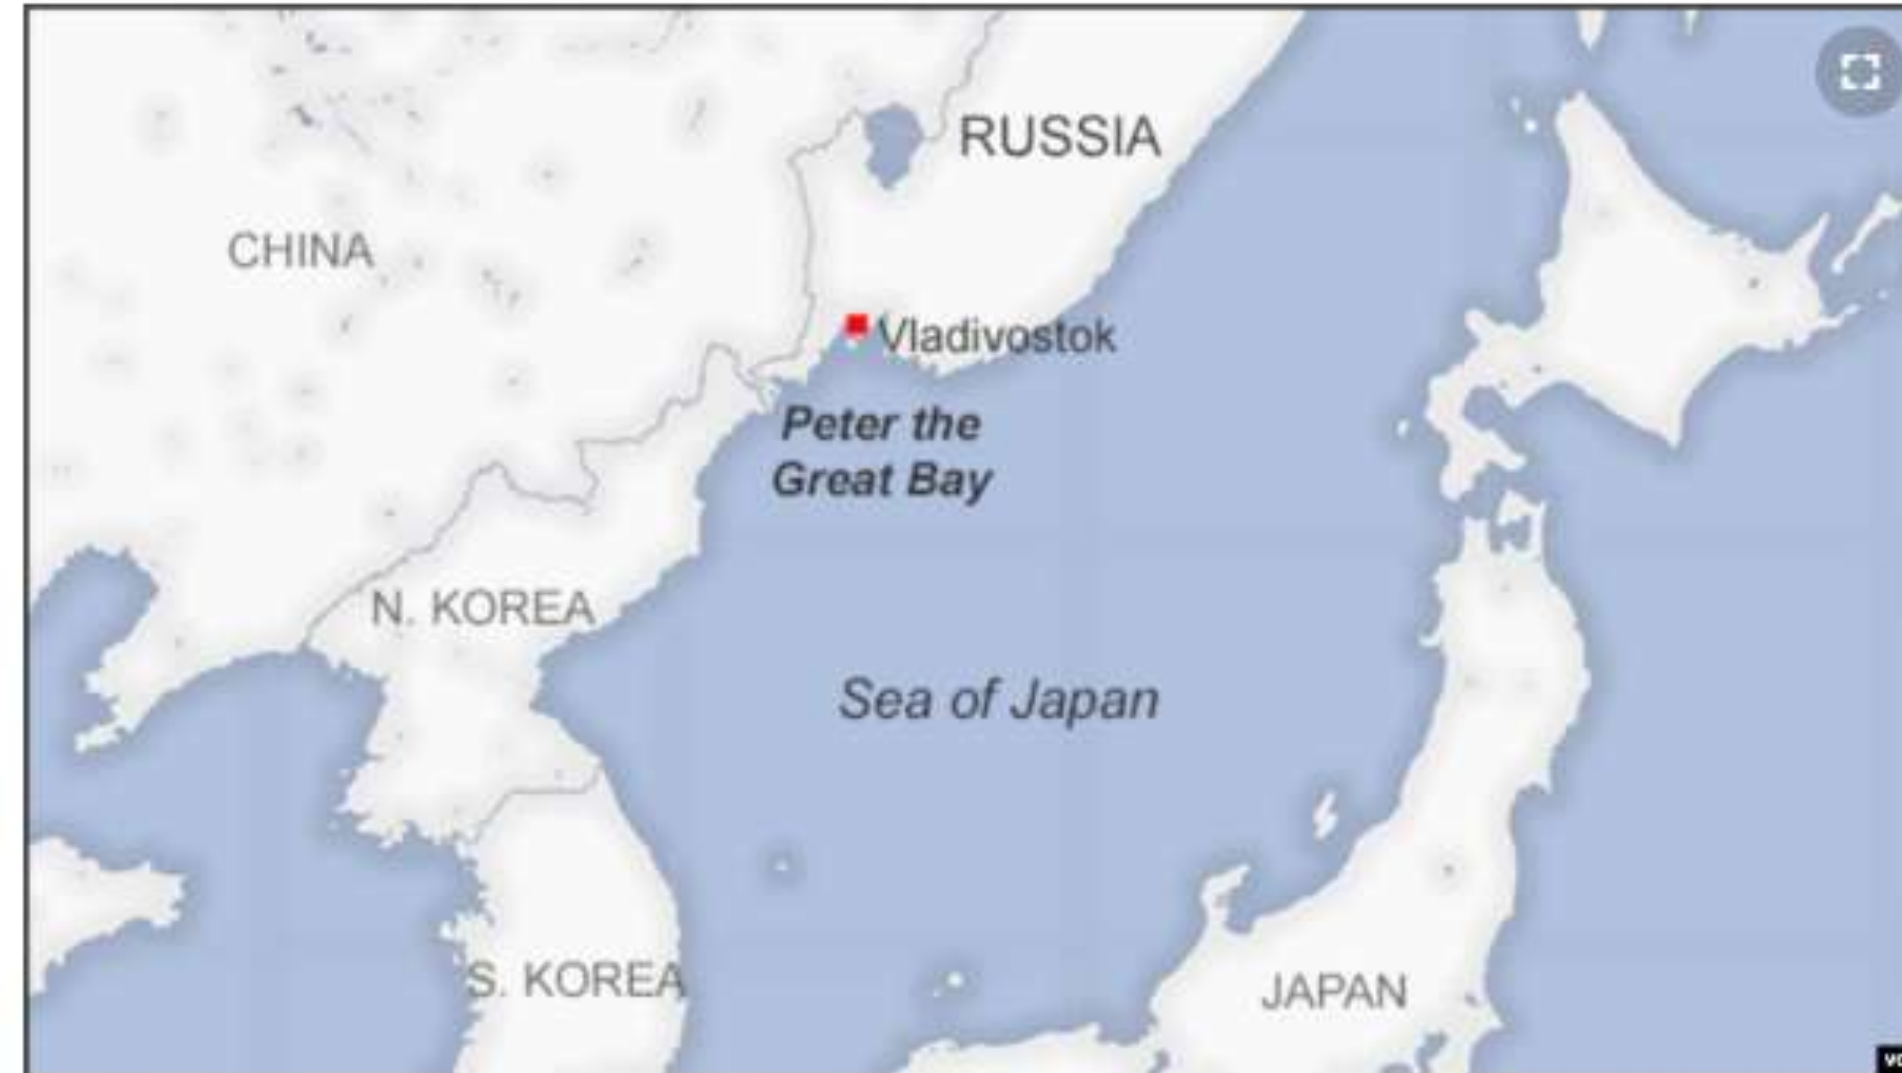 RUSSIA
CHINA
Vladivostok
Peter the
Great Bay
N. KOREA
Sea of Japan
S. KOREA
JAPAN